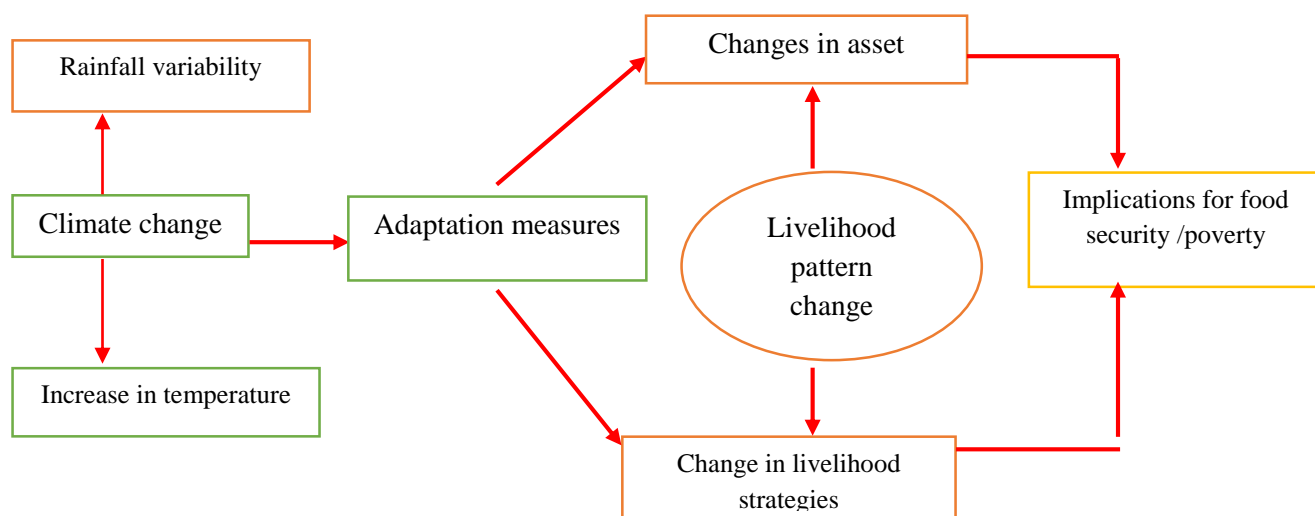 Rainfall variability
Changes in asset
Climate change
Adaptation measures
Livelihood
pattern
change
Implications for food
security /poverty
Increase in temperature
Change in livelihood
strategies